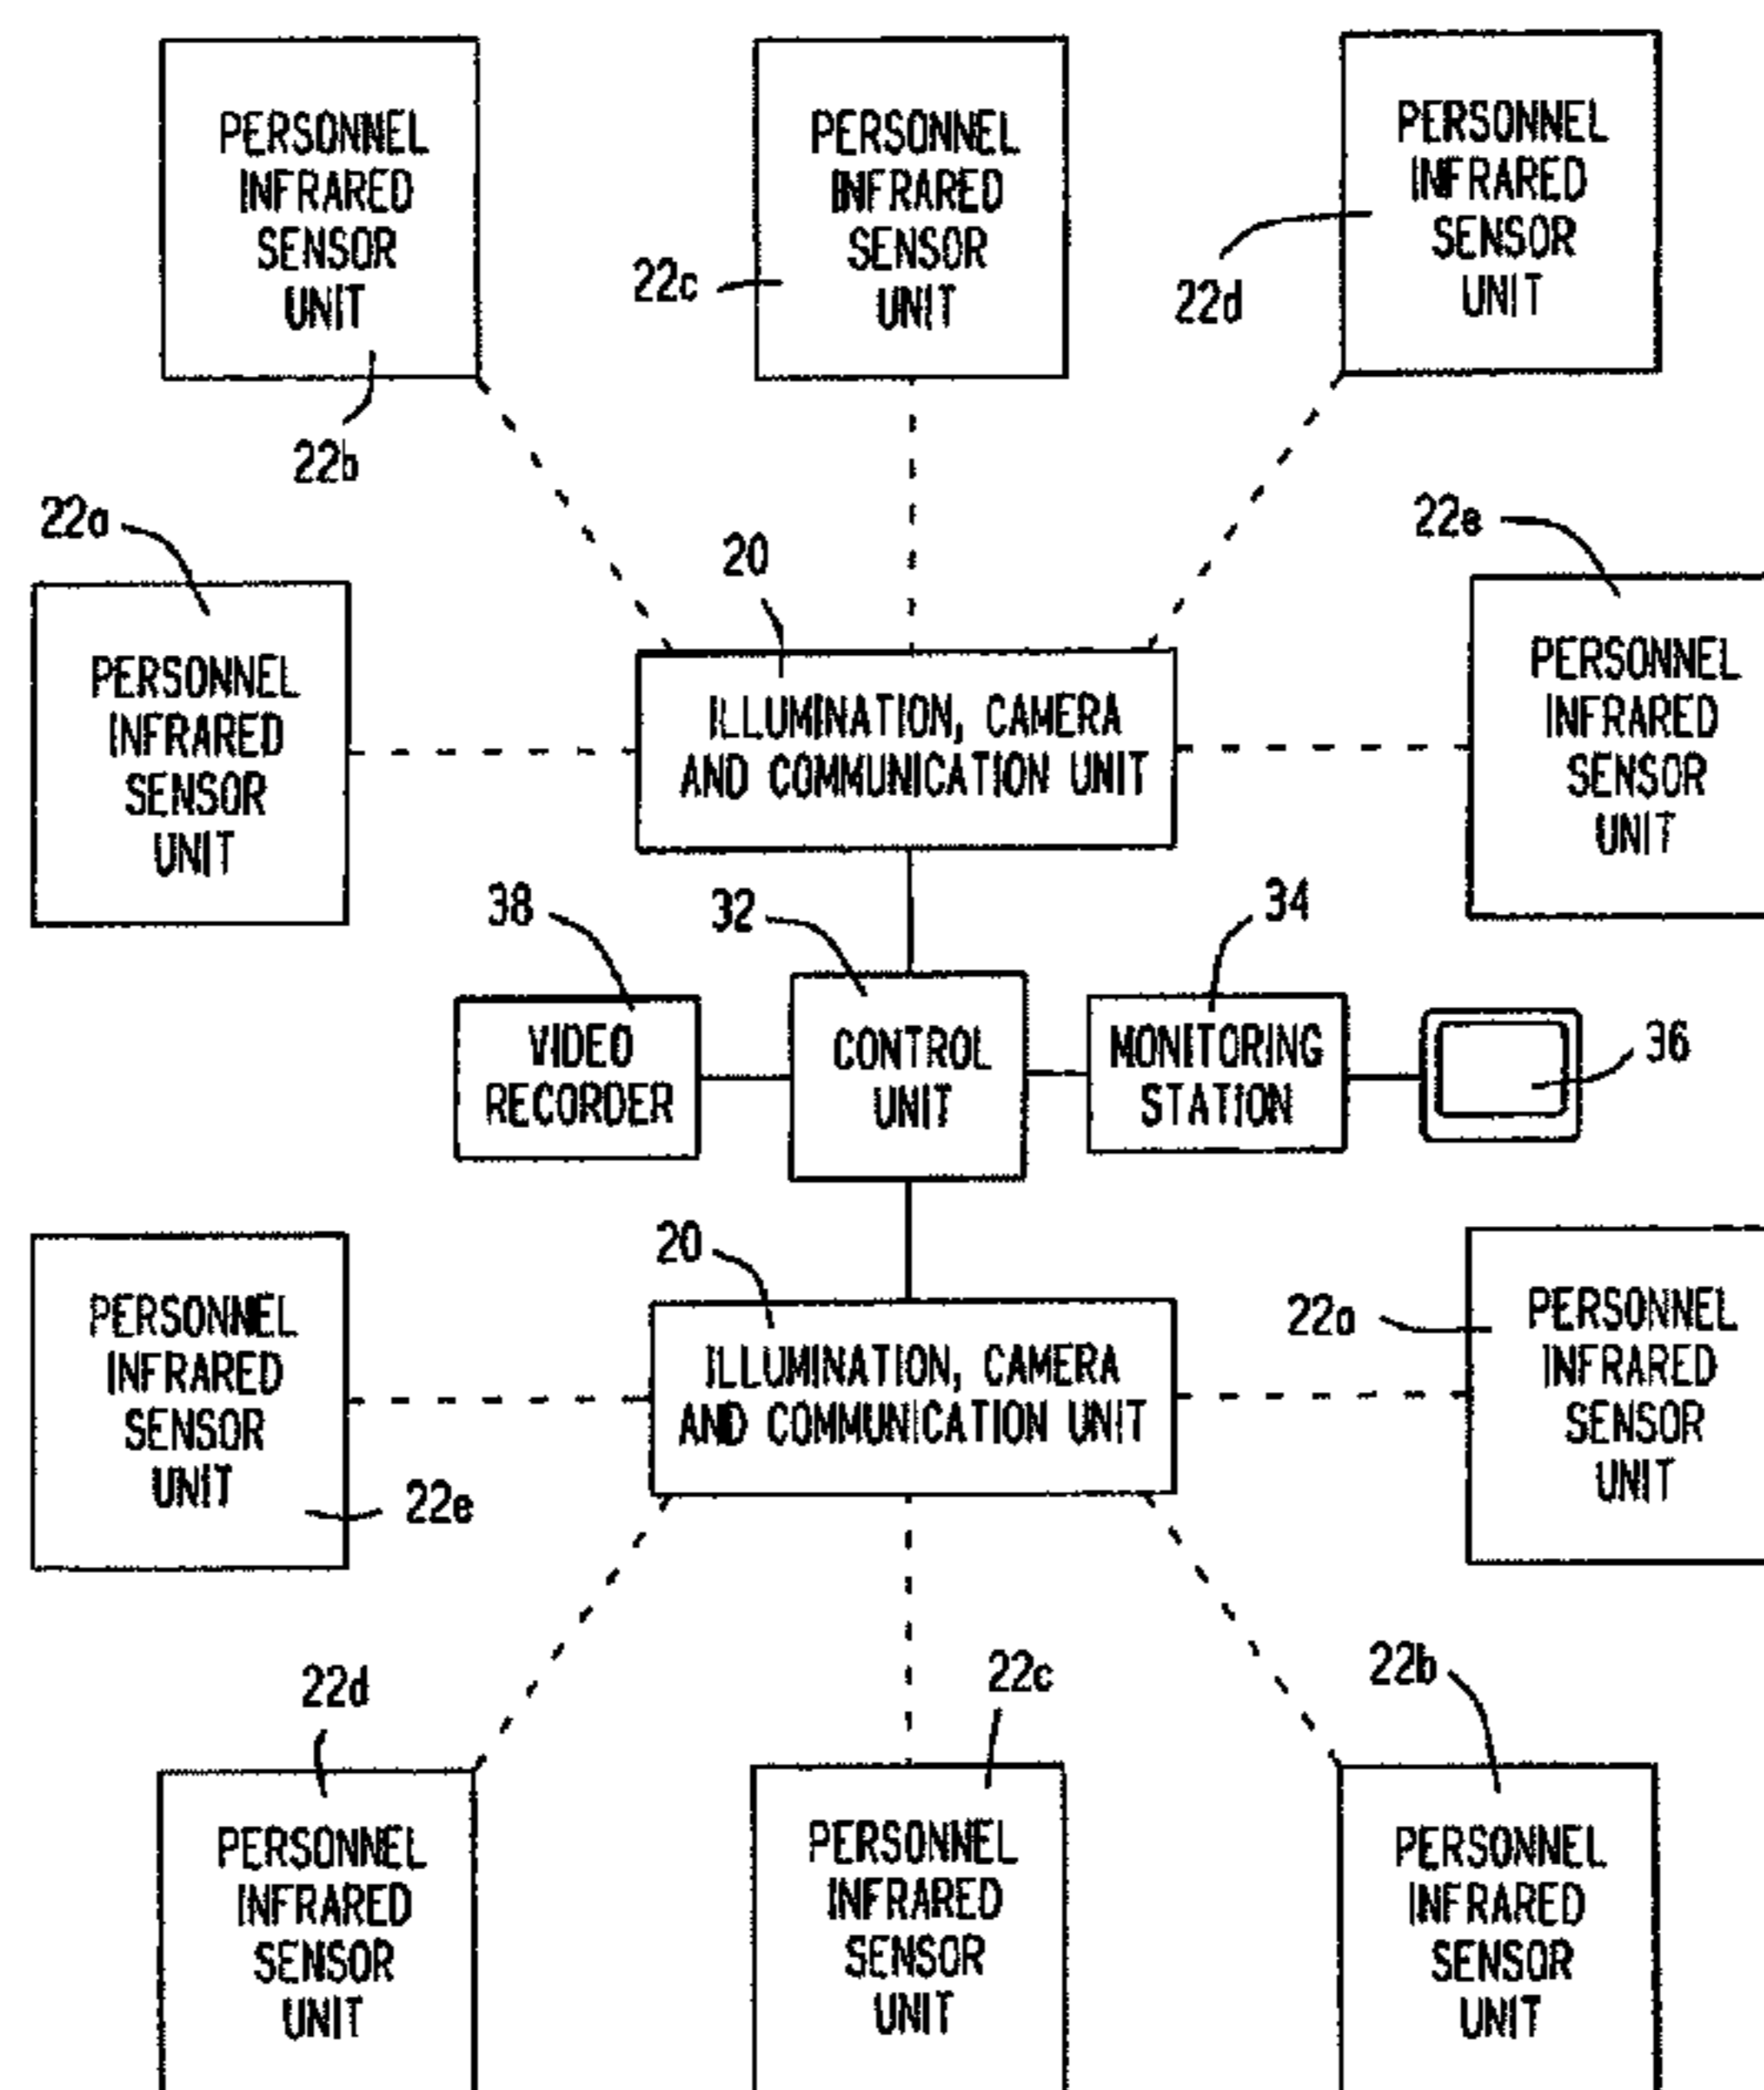 PERSONNEL
INFRARED
SENSOR
UNIT
22b
PERSONNEL
INFRARED
SENSOR
UNIT
22c
PERSONNEL
INFRARED
SENSOR
UNIT
22d
22a
PERSONNEL
INFRARED
SENSOR
UNIT
20
ILLUMINATION, CAMERA
AND COMMUNICATION UNIT
22e
PERSONNEL
INFRARED
SENSOR
UNIT
38
VIDEO
RECORDER
32
CONTROL
UNIT
34
MONITORING
STATION
36
PERSONNEL
INFRARED
SENSOR
UNIT
22e
20
ILLUMINATION, CAMERA
AND COMMUNICATION UNIT
22a
PERSONNEL
INFRARED
SENSOR
UNIT
22d
PERSONNEL
INFRARED
SENSOR
UNIT
22c
PERSONNEL
INFRARED
SENSOR
UNIT
22b
PERSONNEL
INFRARED
SENSOR
UNIT